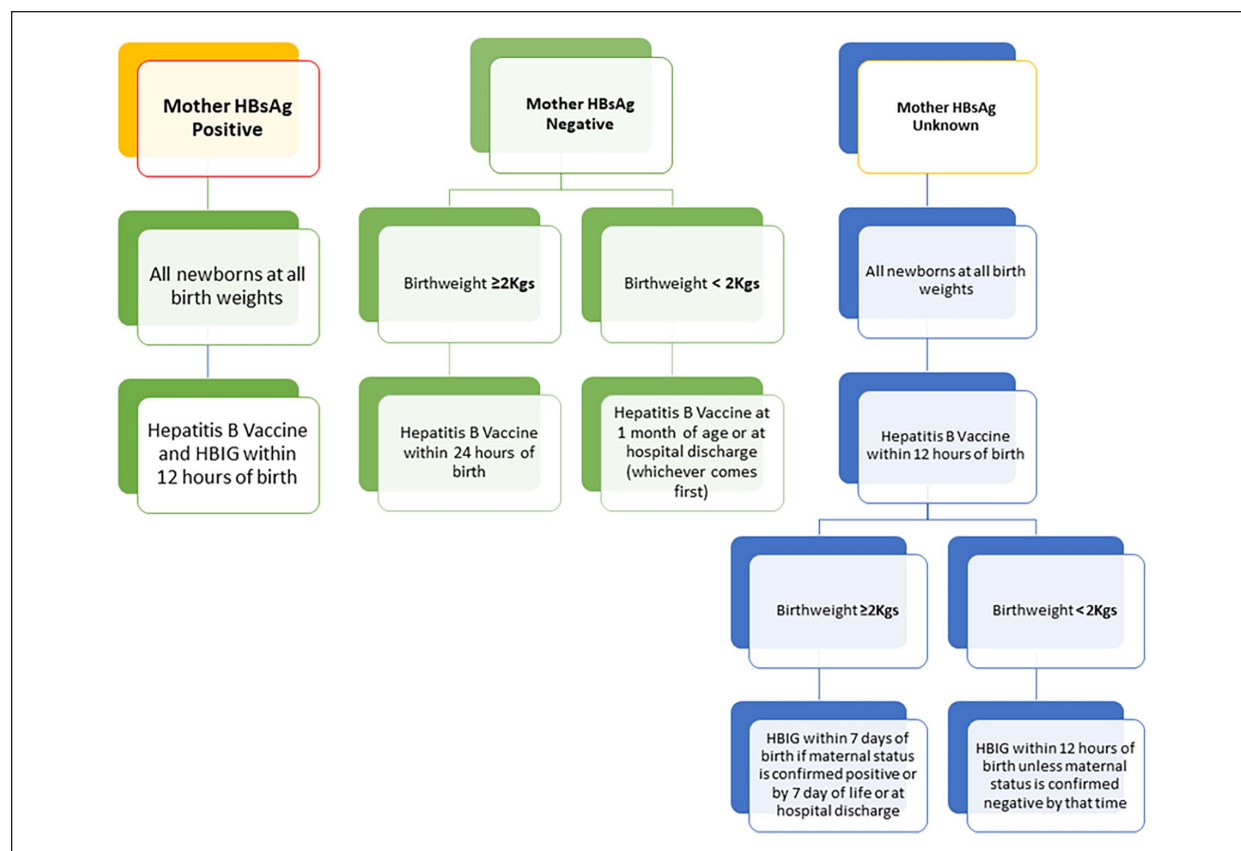 Mother HBsAg
Positive
Mother HBsAg
Negative
Mother HBsAg
Unknown
All newborns at all
birth weights
Birthweight ≥2Kgs
Birthweight < 2Kgs
All newborns at all birth
weights
Hepatitis B Vaccine
and HBIG within
12 hours of birth
Hepatitis B Vaccine
within 24 hours of
birth
Hepatitis B Vaccine at
1 month of age or at
hospital discharge
(whichever comes
first)
Hepatitis B Vaccine
within 12 hours of birth
Birthweight ≥2Kgs
Birthweight <2Kgs
HBIG within 7 days of
birth if maternal status
is confirmed positive or
by 7 day of life or at
hospital discharge
HBIG within 12 hours of
birth unless maternal
status is confirmed
negative by that time